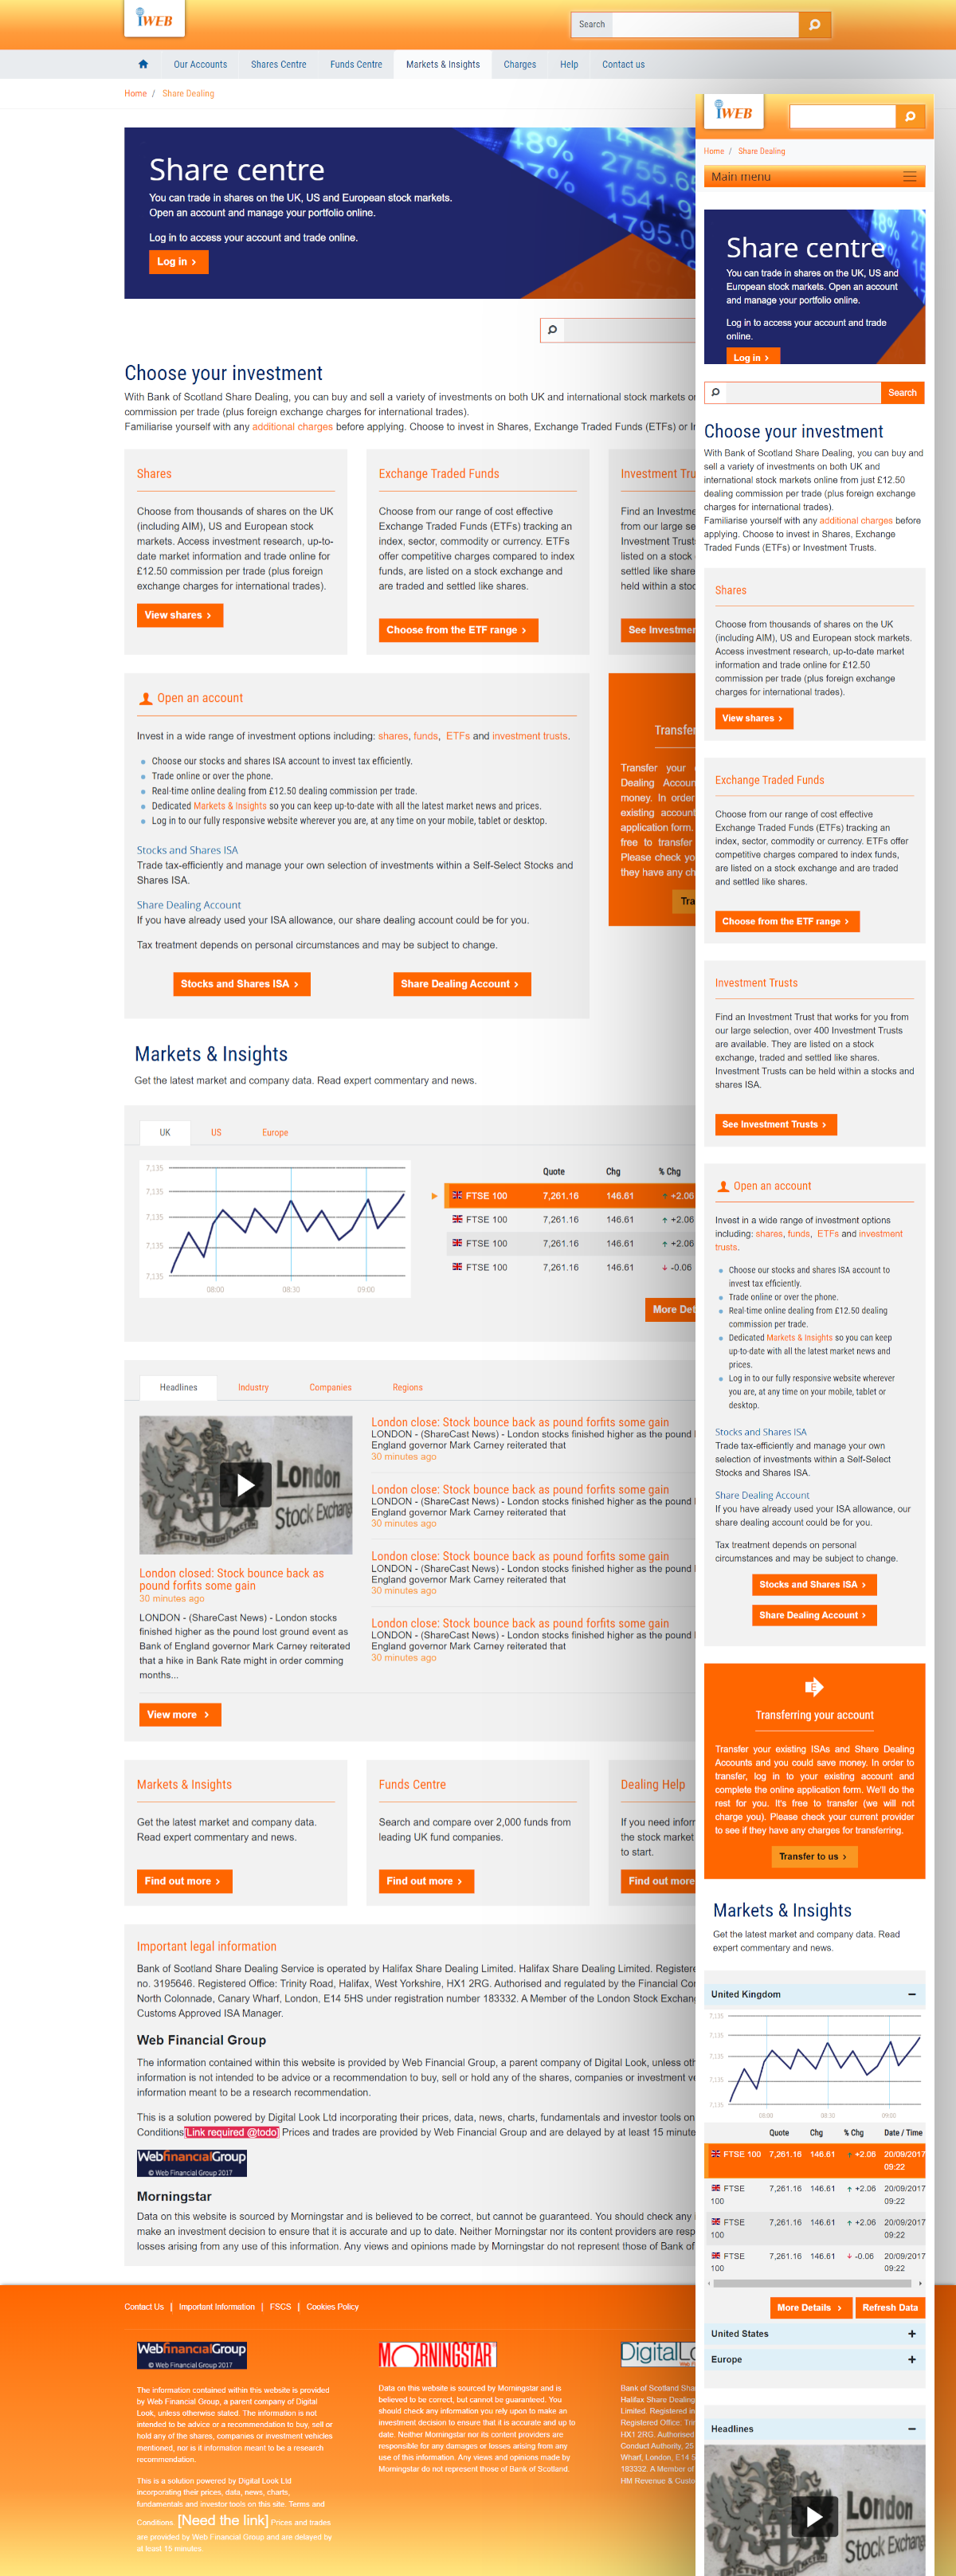 iWEB
Search
Our Accounts
Shares Centre
Funds Centre
Markets & Insights
Charges
Help
Contact us
Home / Share Dealing
Share centre
You can trade in shares on the UK, US and European stock markets.
Open an account and manage your portfolio online.
Log in to access your account and trade online.
Log in >
Choose your investment
With Bank of Scotland Share Dealing, you can buy and sell a variety of investments on both UK and international stock markets
commission per trade (plus foreign exchange charges for international trades).
Familiarise yourself with any additional charges before applying. Choose to invest in Shares, Exchange Traded Funds (ETFs) or
Shares
Choose from thousands of shares on the UK
(including AIM), US and European stock
markets. Access investment research, up-to-
date market information and trade online for
£12.50 commission per trade (plus foreign
exchange charges for international trades).
View shares >
Exchange Traded Funds
Choose from our range of cost effective
Exchange Traded Funds (ETFs) tracking an
index, sector, commodity or currency. ETFs
offer competitive charges compared to index
funds, are listed on a stock exchange and
are traded and settled like shares.
Choose from the ETF range >
Investment
Find an
from our large
Investment
listed on a stock
settled like
held within a
See
Open an account
Invest in a wide range of investment options including: shares, funds, ETFs and investment trusts.
Choose our stocks and shares ISA account to invest tax efficiently.
Trade online or over the phone.
Real-time online dealing from £12.50 dealing commission per trade.
Dedicated Markets & Insights so you can keep up-to-date with all the latest market news and prices.
Log in to our fully responsive website wherever you are, at any time on your mobile, tablet or desktop.
Stocks and Shares ISA
Trade tax-efficiently and manage your own selection of investments within a Self-Select Stocks and
Shares ISA.
Share Dealing Account
If you have already used your ISA allowance, our share dealing account could be for you.
Tax treatment depends on personal circumstances and may be subject to change.
Stocks and Shares ISA >
Share Dealing Account >
Transfer your
Dealing
money. In order
existing account
application form.
free to transfer
Please check
they have any
Markets & Insights
Get the latest market and company data. Read expert commentary and news.
UK
US
Europe
7,135
7,135
7,135
7,135
7,135
08:00 08:30 09:00
Quote Chg % Chg
FTSE 100 7,261.16 146.61 +2.06
FTSE 100 7,261.16 146.61 +2.06
FTSE 100 7,261.16 146.61 +2.06
FTSE 100 7,261.16 146.61 -0.06
More
Headlines
Industry
Companies
Regions
London
Stock Exchange
London closed: Stock bounce back as
pound forfits some gain
30 minutes ago
LONDON - (ShareCast News) - London stocks
finished higher as the pound lost ground event as
Bank of England governor Mark Carney reiterated
that a hike in Bank Rate might in order comming
months...
View more >
London close: Stock bounce back as pound forfits some gain
LONDON - (ShareCast News) - London stocks finished higher as the pound
England governor Mark Carney reiterated that
30 minutes ago
London close: Stock bounce back as pound forfits some gain
LONDON - (ShareCast News) - London stocks finished higher as the pound
England governor Mark Carney reiterated that
30 minutes ago
London close: Stock bounce back as pound forfits some gain
LONDON - (ShareCast News) - London stocks finished higher as the pound
England governor Mark Carney reiterated that
30 minutes ago
London close: Stock bounce back as pound forfits some gain
LONDON - (ShareCast News) - London stocks finished higher as the pound
England governor Mark Carney reiterated that
30 minutes ago
Markets & Insights
Get the latest market and company data.
Read expert commentary and news.
Find out more >
Funds Centre
Search and compare over 2,000 funds from
leading UK fund companies.
Find out more >
Dealing Help
If you need
the stock market
to start.
Find out more
Important legal information
Bank of Scotland Share Dealing Service is operated by Halifax Share Dealing Limited. Halifax Share Dealing Limited.
no. 3195646. Registered Office: Trinity Road, Halifax, West Yorkshire, HX1 2RG. Authorised and regulated by the Financial
North Colonnade, Canary Wharf, London, E14 5HS under registration number 183332. A Member of the London Stock
Customs Approved ISA Manager.
Web Financial Group
The information contained within this website is provided by Web Financial Group, a parent company of Digital Look, unless
information is not intended to be advice or a recommendation to buy, sell or hold any of the shares, companies or investment
information meant to be a research recommendation.
This is a solution powered by Digital Look Ltd incorporating their prices, data, news, charts, fundamentals and investor tools on
Conditions [Link required @todo] Prices and trades are provided by Web Financial Group and are delayed by at least 15
WebfinancialGroup
© Web Financial Group 2017
Morningstar
Data on this website is sourced by Morningstar and is believed to be correct, but cannot be guaranteed. You should check any
make an investment decision to ensure that it is accurate and up to date. Neither Morningstar nor its content providers are
losses arising from any use of this information. Any views and opinions made by Morningstar do not represent those of Bank of
Contact Us | Important Information | FSCS | Cookies Policy
WebfinancialGroup
© Web Financial Group 2017
The information contained within this website is provided
by Web Financial Group, a parent company of Digital
Look, unless otherwise stated. The information is not
intended to be advice or a recommendation to buy, sell or
hold any of the shares, companies or investment vehicles
mentioned, nor is it information meant to be a research
recommendation.
This is a solution powered by Digital Look Ltd
incorporating their prices, data, news, charts,
fundamentals and investor tools on this site. Terms and
Conditions. [Need the link] Prices and trades
are provided by Web Financial Group and are delayed by
at least 15 minutes.
MORNINGSTAR
Data on this website is sourced by Morningstar and is
believed to be correct, but cannot be guaranteed. You
should check any information you rely upon to make an
investment decision to ensure that it is accurate and up to
date. Neither Morningstar nor its content providers are
responsible for any damages or losses arising from any
use of this information. Any views and opinions made by
Morningstar do not represent those of Bank of Scotland.
Bank of Scotland
Halifax Share Dealing
Limited. Registered in
Registered Office:
HX1 2RG. Authorised
Conduct Authority, 25
Wharf, London, E14
183332. A Member of
HM Revenue &
iWEB
Home / Share Dealing
Main menu
Share centre
You can trade in shares on the UK, US and
European stock markets. Open an account
and manage your portfolio online.
Log in to access your account and trade
online.
Log in >
Search
Choose your investment
With Bank of Scotland Share Dealing, you can buy and
sell a variety of investments on both UK and
international stock markets online from just £12.50
dealing commission per trade (plus foreign exchange
charges for international trades).
Familiarise yourself with any additional charges before
applying. Choose to invest in Shares, Exchange
Traded Funds (ETFs) or Investment Trusts.
Shares
Choose from thousands of shares on the UK
(including AIM), US and European stock markets.
Access investment research, up-to-date market
information and trade online for £12.50
commission per trade (plus foreign exchange
charges for international trades).
View shares >
Exchange Traded Funds
Choose from our range of cost effective
Exchange Traded Funds (ETFs) tracking an
index, sector, commodity or currency. ETFs offer
competitive charges compared to index funds,
are listed on a stock exchange and are traded
and settled like shares.
Choose from the ETF range >
Investment Trusts
Find an Investment Trust that works for you from
our large selection, over 400 Investment Trusts
are available. They are listed on a stock
exchange, traded and settled like shares.
Investment Trusts can be held within a stocks and
shares ISA.
See Investment Trusts >
Open an account
Invest in a wide range of investment options
including: shares, funds, ETFs and investment
trusts.
Choose our stocks and shares ISA account to
invest tax efficiently.
Trade online or over the phone.
Real-time online dealing from £12.50 dealing
commission per trade.
Dedicated Markets & Insights so you can keep
up-to-date with all the latest market news and
prices.
Log in to our fully responsive website wherever
you are, at any time on your mobile, tablet or
desktop.
Stocks and Shares ISA
Trade tax-efficiently and manage your own
selection of investments within a Self-Select
Stocks and Shares ISA.
Share Dealing Account
If you have already used your ISA allowance, our
share dealing account could be for you.
Tax treatment depends on personal
circumstances and may be subject to change.
Stocks and Shares ISA >
Share Dealing Account >
Transferring your account
Transfer your existing ISAs and Share Dealing
Accounts and you could save money. In order to
transfer, log in to your existing account and
complete the online application form. We'll do the
rest for you. It's free to transfer (we will not
charge you). Please check your current provider
to see if they have any charges for transferring.
Transfer to us >
Markets & Insights
Get the latest market and company data. Read
expert commentary and news.
United Kingdom
7,135
7,135
7,135
7,135
7,135
08:00 08:30 09:00
Quote Chg % Chg Date / Time
FTSE 100 7,261.16 146.61 +2.06 20/09/2017
09:22
FTSE 7,261.16 146.61 +2.06 20/09/2017
100 09:22
FTSE 7,261.16 146.61 +2.06 20/09/2017
100 09:22
FTSE 7,261.16 146.61 -0.06 20/09/2017
100 09:22
More Details >
Refresh Data
United States
Europe
Headlines
London
Stock Exchange